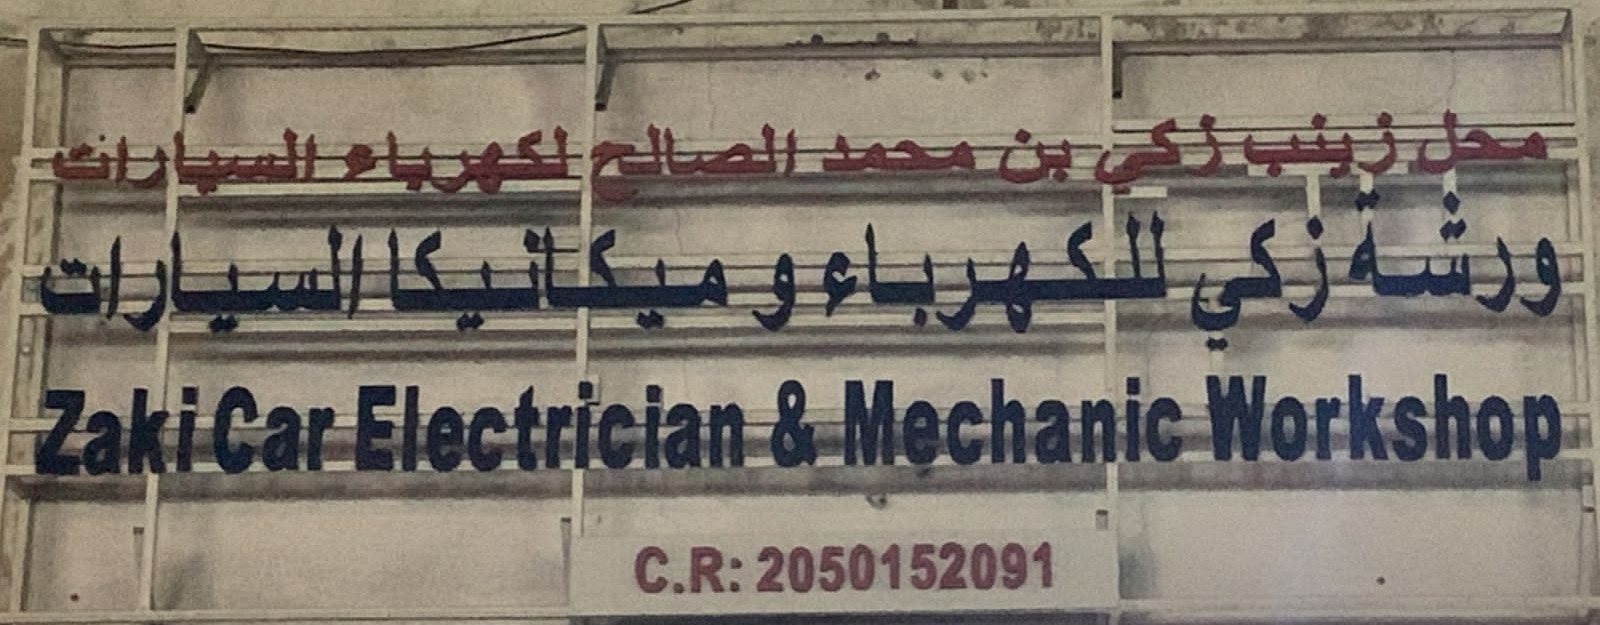 محل زينب زكي بن محمد الصالح لكهرباء السيارات
ورشة زكي للكهرباء و ميكانيكا السيارات
Zaki Car Electrician & Mechanic Workshop
C.R: 2050152091